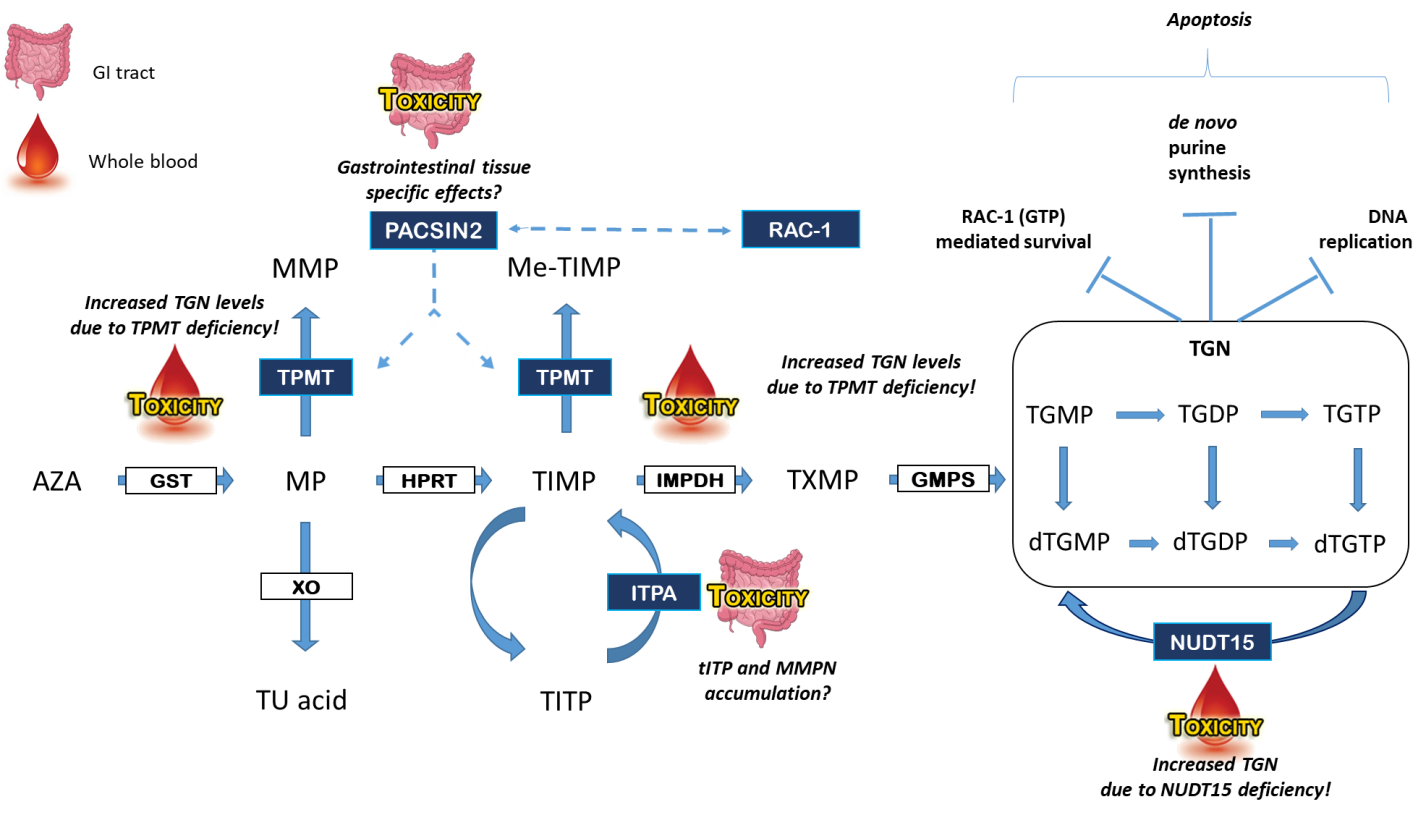 GI tract
Whole blood
TOXICITY
Gastrointestinal tissue
specific effects?
PACSIN2
RAC-1
Apoptosis
de novo
purine
synthesis
RAC-1 (GTP)
mediated survival
DNA
replication
MMP
Me-TIMP
Increased TGN levels
due to TPMT deficiency!
TOXICITY
TPMT
TPMT
TOXICITY
Increased TGN levels
due to TPMT deficiency!
AZA
GST
MP
HPRT
TIMP
IMPDH
TXMP
GMPS
TGN
TGMP
TGDP
TGTP
dTGMP
dTGDP
dTGTP
XO
TU acid
ITPA
TOXICITY
tITP and MMPN
accumulation?
TITP
NUDT15
TOXICITY
Increased TGN
due to NUDT15 deficiency!